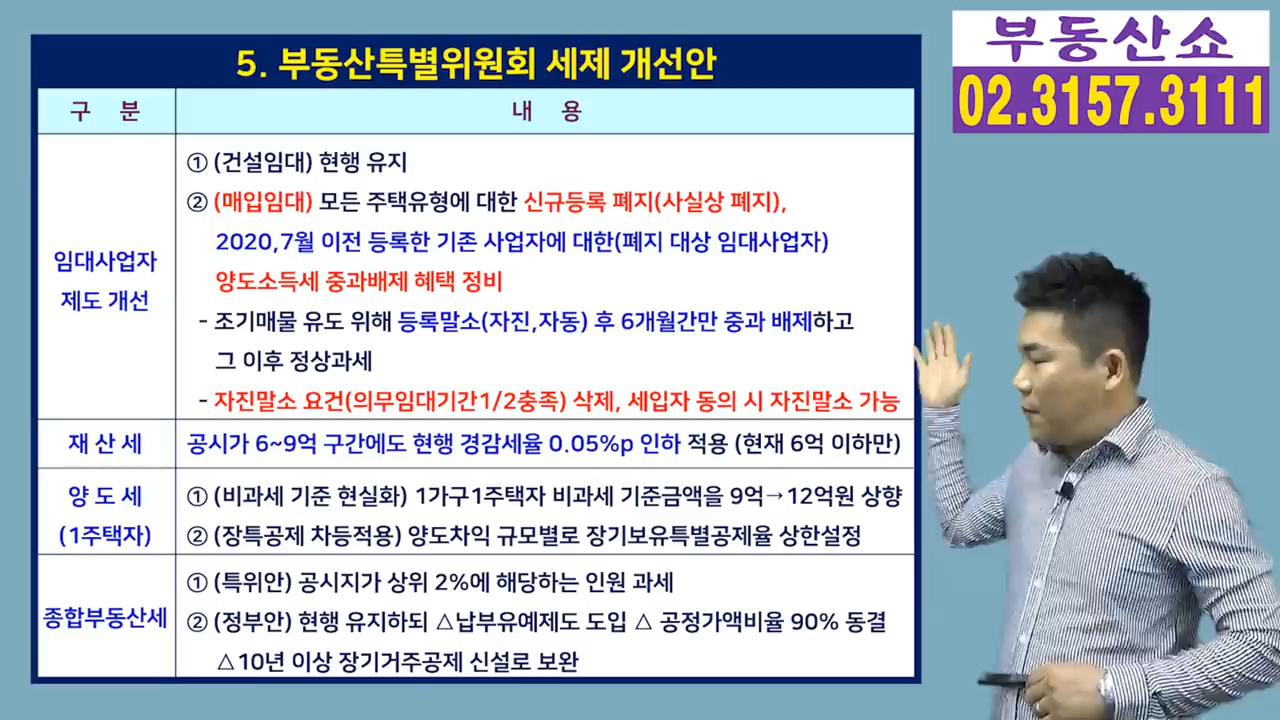 부동산쇼
02.3157.3111
5. 부동산특별위원회 세제 개선안
구 분
내 용
임대사업자
제도 개선
① (건설임대) 현행 유지
② (매입임대) 모든 주택유형에 대한 신규등록 폐지(사실상 폐지),
2020,7월 이전 등록한 기존 사업자에 대한(폐지 대상 임대사업자)
양도소득세 중과배제 혜택 정비
- 조기매물 유도 위해 등록말소(자진,자동) 후 6개월간만 중과 배제하고
그 이후 정상과세
- 자진말소 요건(의무임대기간1/2충족) 삭제, 세입자 동의 시 자진말소 가능
재 산 세
공시가 6~9억 구간에도 현행 경감세율 0.05%p 인하 적용 (현재 6억 이하만)
양 도 세
(1주택자)
① (비과세 기준 현실화) 1가구1주택자 비과세 기준금액을 9억→12억원 상향
② (장특공제 차등적용) 양도차익 규모별로 장기보유특별공제율 상한설정
종합부동산세
① (특위안) 공시지가 상위 2%에 해당하는 인원 과세
② (정부안) 현행 유지하되 △납부유예제도 도입 △ 공정가액비율 90% 동결
△10년 이상 장기거주공제 신설로 보완